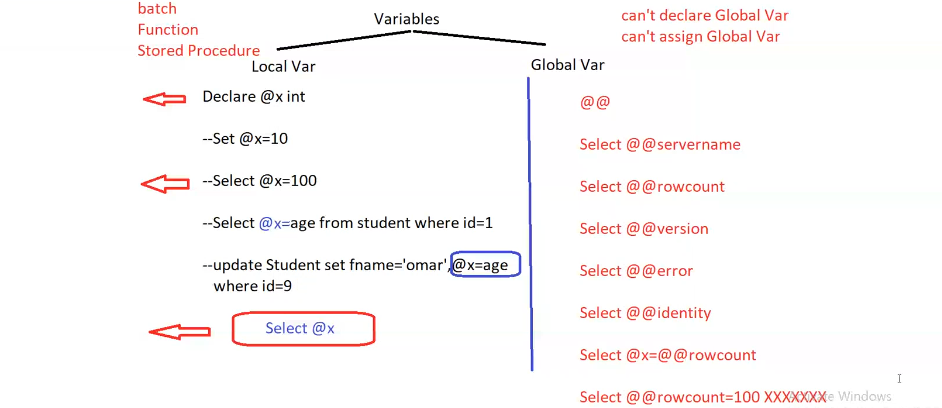 Variables
batch
Function
Stored Procedure
can't declare Global Var
can't assign Global Var
Local Var
Declare @x int
--Set @x=10
--Select @x=100
--Select @x=age from student where id=1
--update Student set fname='omar',@x=age
where id=9
Select @x
Global Var
@@
Select @@servername
Select @@rowcount
Select @@version
Select @@error
Select @@identity
Select @x=@@rowcount
Select @@rowcount=100 XXXXXXX
Windows